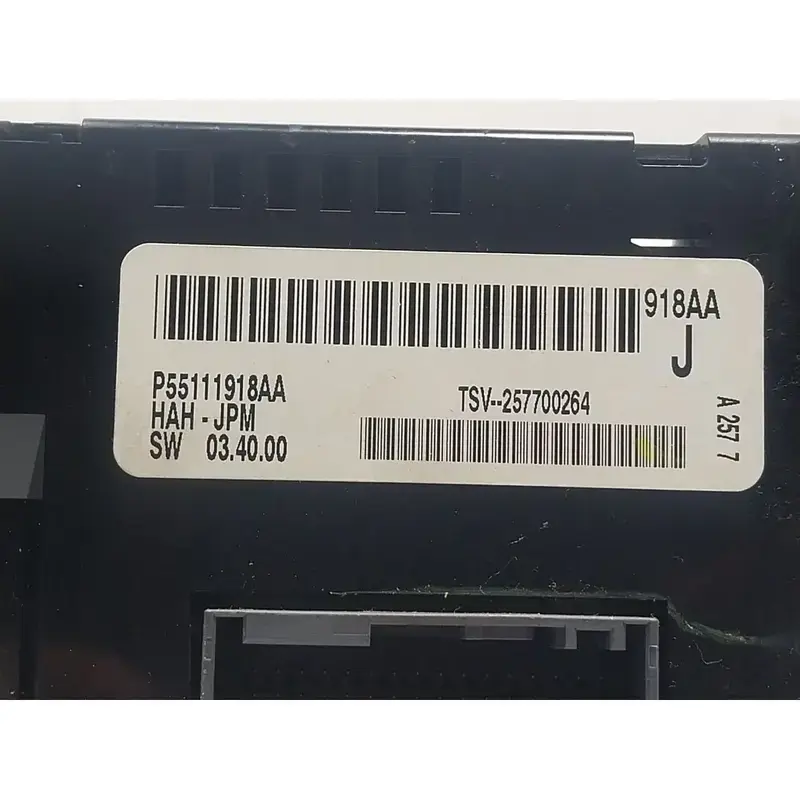 918AA
J
P55111918AA
HAH - JPM
SW 03.40.00
TSV--257700264
A 257 7